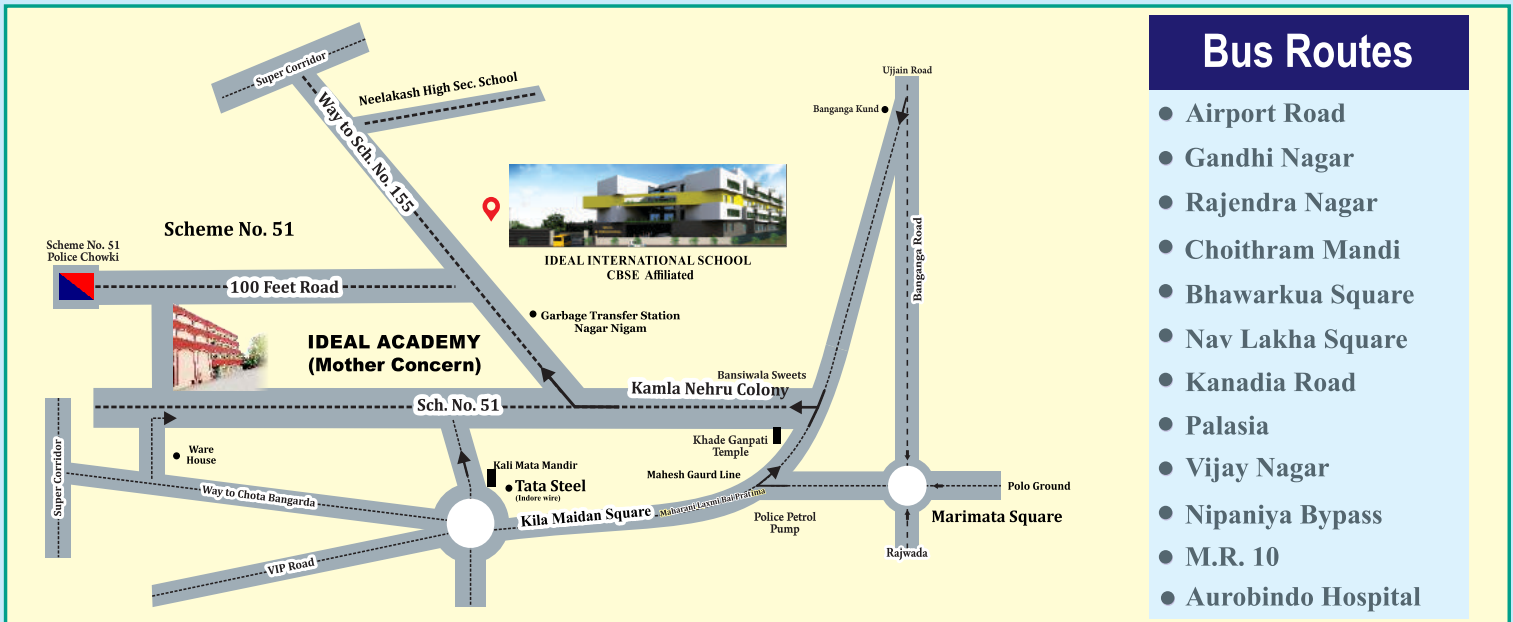 Super Corridor
Neelakash High Sec. School
Way to Sch. No. 155
Ujjain Road
Banganga Kund
Banganga Road
Scheme No. 51
Scheme No. 51
Police Chowki
100 Feet Road
IDEAL INTERNATIONAL SCHOOL
CBSE Affiliated
Garbage Transfer Station
Nagar Nigam
IDEAL ACADEMY
(Mother Concern)
Bansiwala Sweets
Kamla Nehru Colony
Sch. No. 51
Khade Ganpati
Temple
Super Corridor
Ware
House
Kali Mata Mandir
Tata Steel
(Indore wire)
Mahesh Gaurd Line
Way to Chota Bangarda
Kila Maidan Square
Maharani Laxmi Bai Pratima
Police Petrol
Pump
Polo Ground
Marimata Square
Rajwada
VIP Road
Bus Routes
Airport Road
Gandhi Nagar
Rajendra Nagar
Choithram Mandi
Bhawarkua Square
Nav Lakha Square
Kanadia Road
Palasia
Vijay Nagar
Nipaniya Bypass
M.R. 10
Aurobindo Hospital